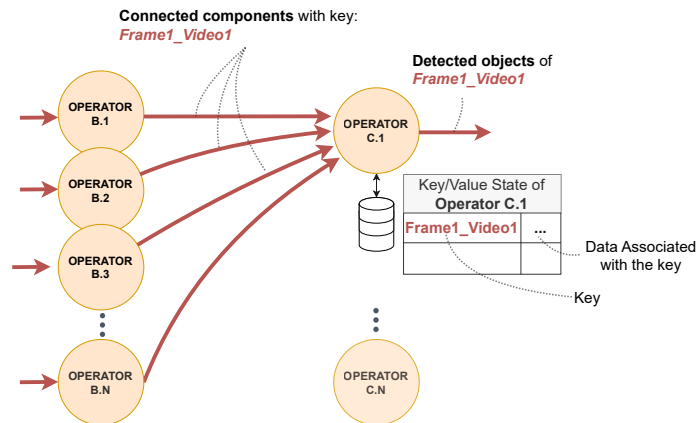 Connected components with key:
Frame1_Video1
Detected objects of
Frame1_Video1
OPERATOR
B.1
OPERATOR
C.1
OPERATOR
B.2
Key/Value State of
Operator C.1
Frame1_Video1 ...
Data Associated
with the key
OPERATOR
B.3
Key
OPERATOR
B.N
OPERATOR
C.N